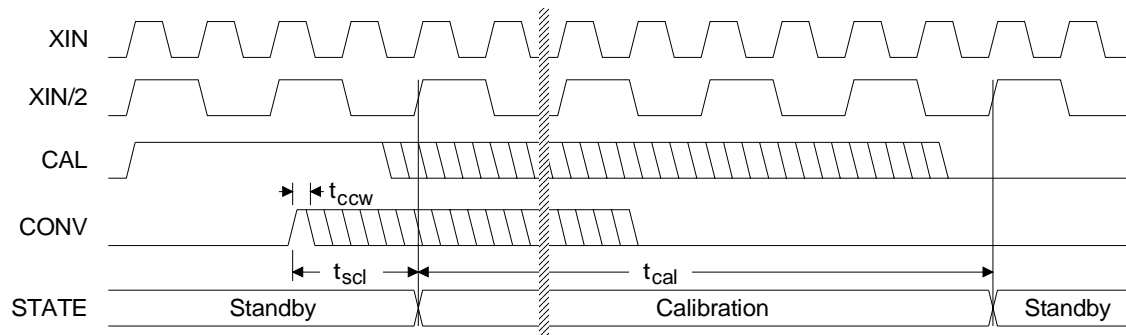 XIN
XIN/2
CAL
tccw
CONV
tscl
tcal
STATE
Standby
Calibration
Standby